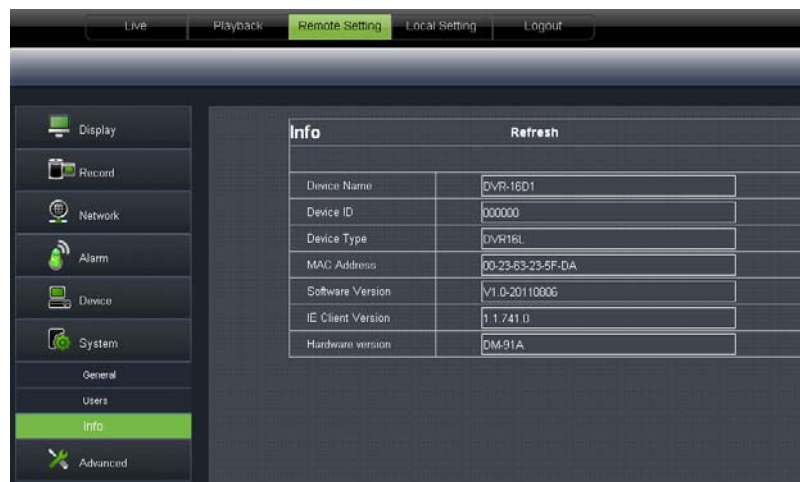 Live Playback Remote Setting Local Setting Logout
Display
Record
Network
Alarm
Device
System
General
Users
Info
Advanced
Info Refresh
Device Name DVR-16D1
Device ID 000000
Device Type DVR16L
MAC Address 00-23-63-23-5F-DA
Software Version V1.0-20110806
IE Client Version 1.1.741.0
Hardware version DM-91A